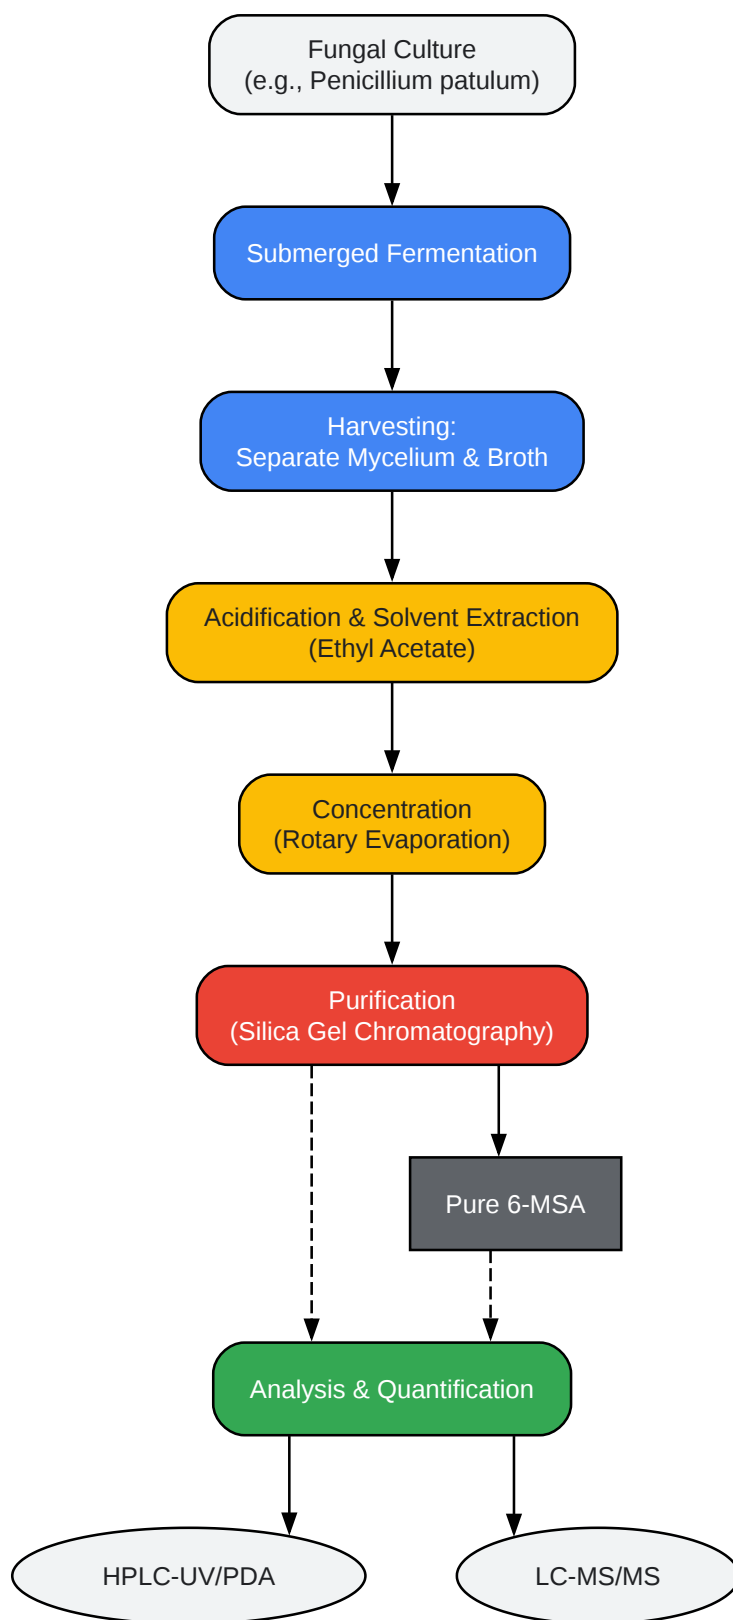 Fungal Culture
(e.g., Penicillium patulum)
Submerged Fermentation
Harvesting:
Separate Mycelium & Broth
Acidification & Solvent Extraction
(Ethyl Acetate)
Concentration
(Rotary Evaporation)
Purification
(Silica Gel Chromatography)
Pure 6-MSA
Analysis & Quantification
HPLC-UV/PDA
LC-MS/MS